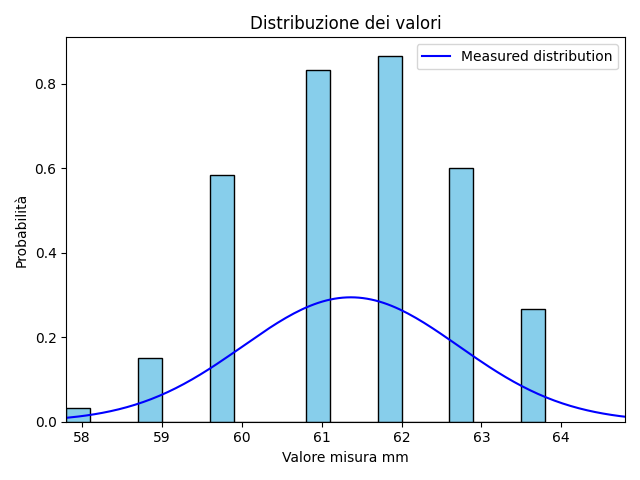 Distribuzione dei valori
Measured distribution
Probabilità
0.8
0.6
0.4
0.2
0.0
58 59 60 61 62 63 64
Valore misura mm